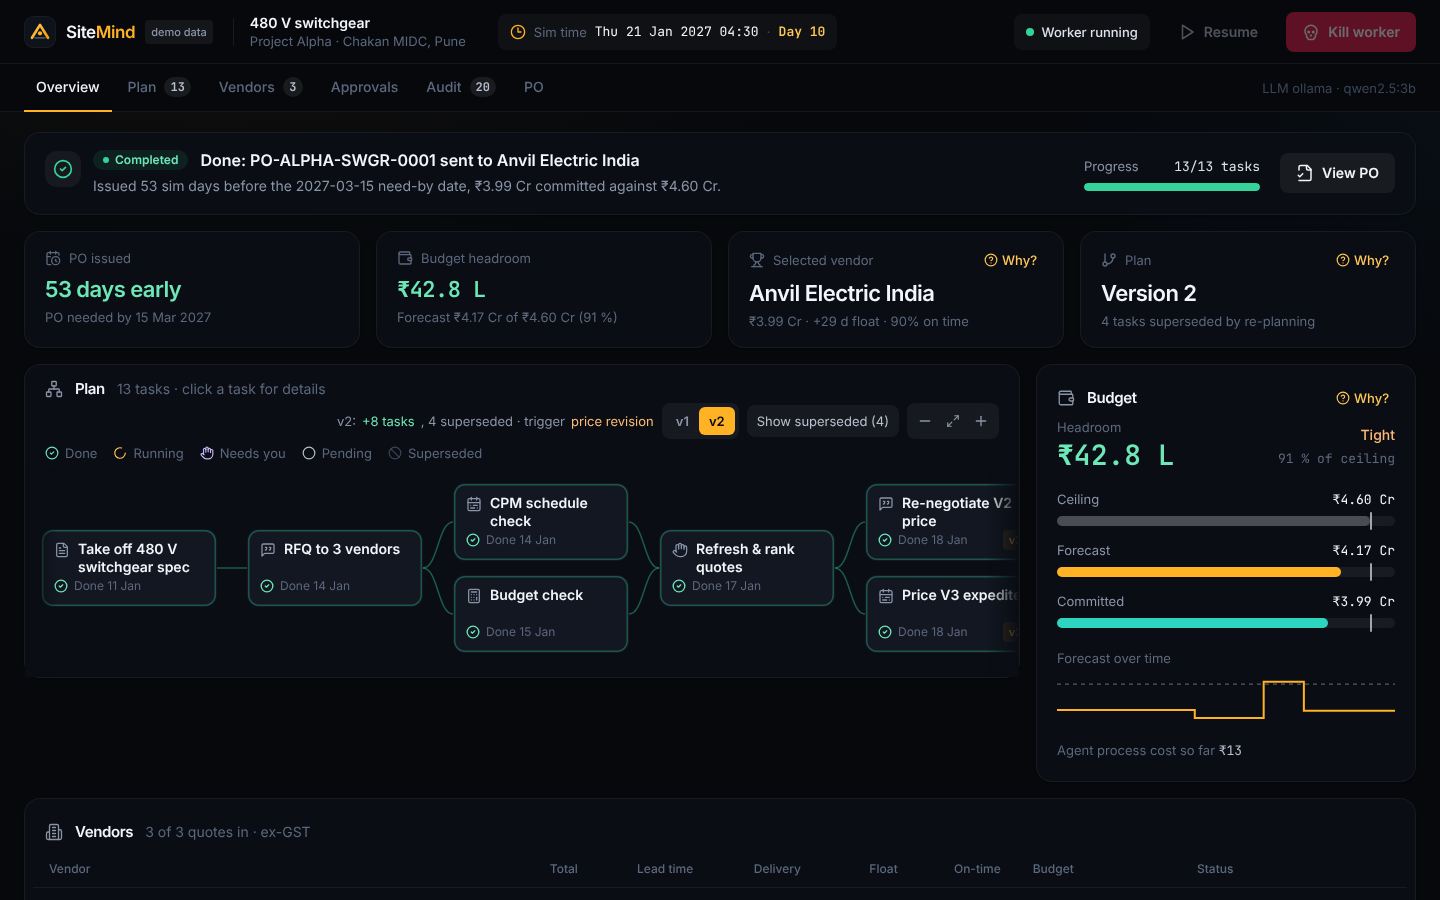 SiteMind demo data
480 V switchgear
Project Alpha · Chakan MIDC, Pune
Sim time Thu 21 Jan 2027 04:30 · Day 10
Worker running
Resume
Kill worker
Overview
Plan 13
Vendors 3
Approvals
Audit 20
PO
LLM ollama · qwen2.5:3b
Completed Done: PO-ALPHA-SWGR-0001 sent to Anvil Electric India
Issued 53 sim days before the 2027-03-15 need-by date, ₹3.99 Cr committed against ₹4.60 Cr.
Progress 13/13 tasks
View PO
PO issued
53 days early
PO needed by 15 Mar 2027
Budget headroom
₹42.8 L
Forecast ₹4.17 Cr of ₹4.60 Cr (91 %)
Selected vendor Why?
Anvil Electric India
₹3.99 Cr · +29 d float · 90% on time
Plan Why?
Version 2
4 tasks superseded by re-planning
Plan 13 tasks · click a task for details
v2: +8 tasks , 4 superseded · trigger price revision v1 v2 Show superseded (4)
Done Running Needs you Pending Superseded
Take off 480 V
switchgear spec
Done 11 Jan
RFQ to 3 vendors
Done 14 Jan
CPM schedule
check
Done 14 Jan
Budget check
Done 15 Jan
Refresh & rank
quotes
Done 17 Jan
Re-negotiate V2
price
Done 18 Jan
Price V3 expedite
Done 18 Jan
Budget Why?
Headroom
₹42.8 L
Tight
91 % of ceiling
Ceiling ₹4.60 Cr
Forecast ₹4.17 Cr
Committed ₹3.99 Cr
Forecast over time
Agent process cost so far ₹13
Vendors 3 of 3 quotes in · ex-GST
Vendor Total Lead time Delivery Float On-time Budget Status